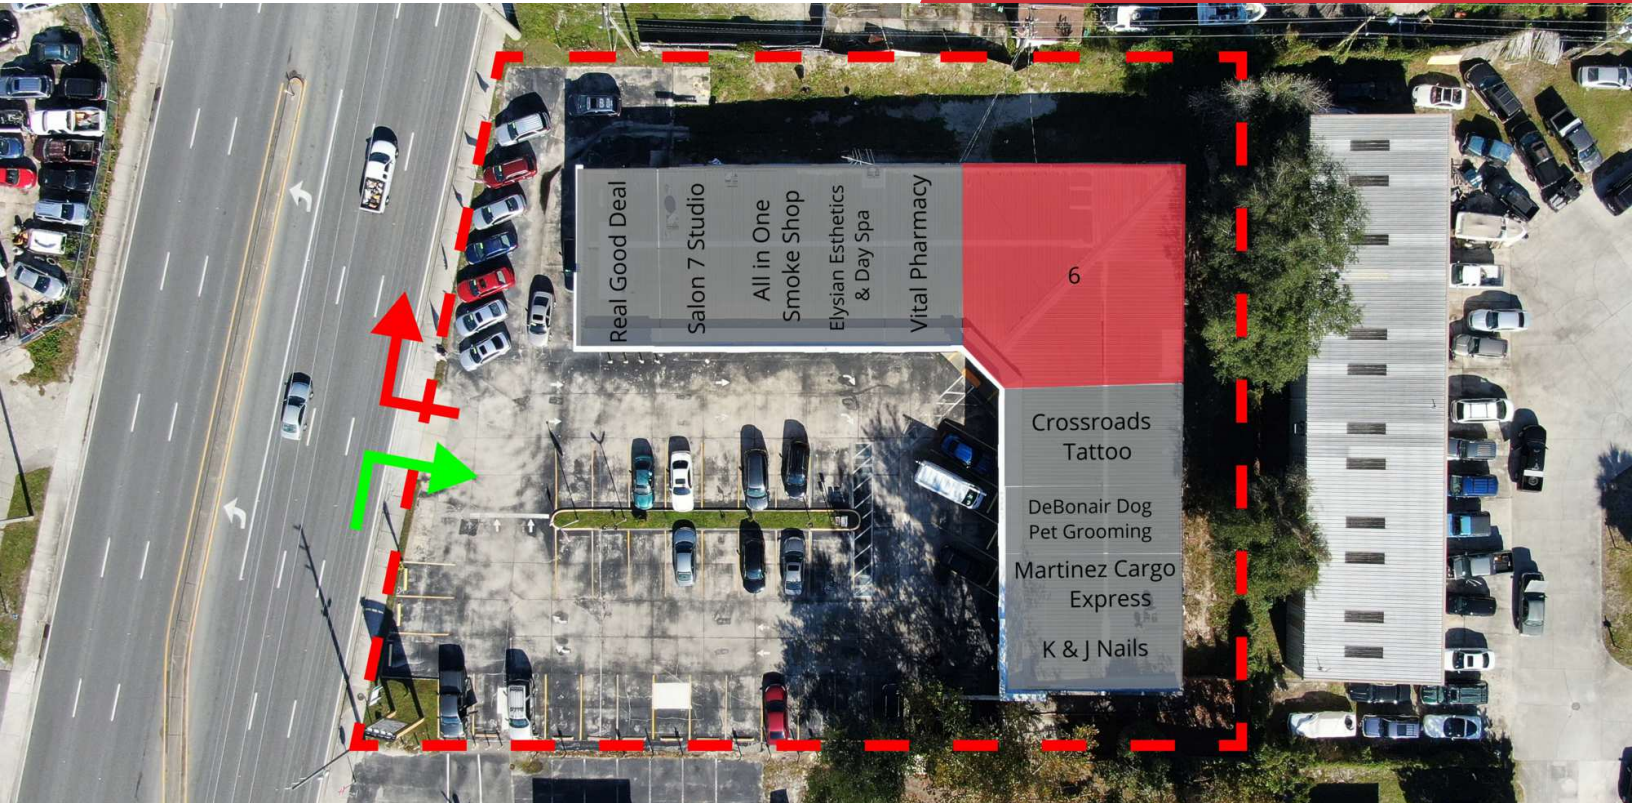 Real Good Deal
Salon 7 Studio
All in One
Smoke Shop
Elysian Esthetics
& Day Spa
Vital Pharmacy
6
Crossroads
Tattoo
DeBonair Dog
Pet Grooming
Martinez Cargo
Express
K & J Nails